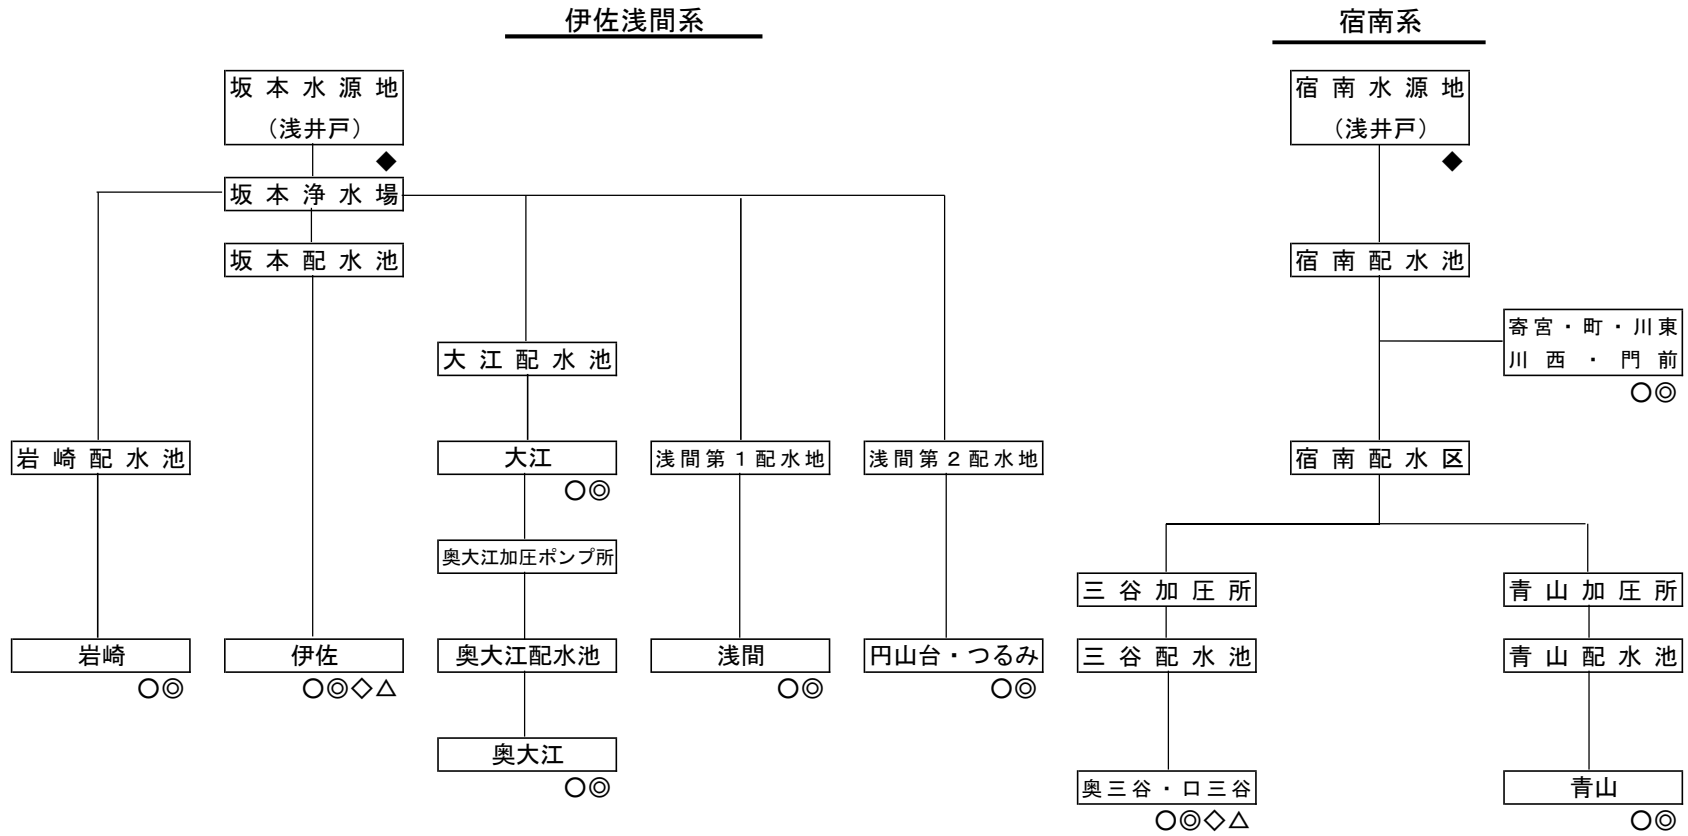 伊佐浅間系
坂本水源地
（浅井戸）
◆
坂本浄水場
坂本配水池
大江配水池
岩崎配水池
大江
浅間第１配水地
浅間第２配水地
○◎
奥大江加圧ポンプ所
岩崎
伊佐
奥大江配水池
浅間
円山台・つるみ
○◎
○◎◇△
○◎
○◎
奥大江
○◎
宿南系
宿南水源地
（浅井戸）
◆
宿南配水池
寄宮・町・川東
川西・門前
○◎
宿南配水区
三谷加圧所
青山加圧所
三谷配水池
青山配水池
奥三谷・口三谷
青山
○◎◇△
○◎